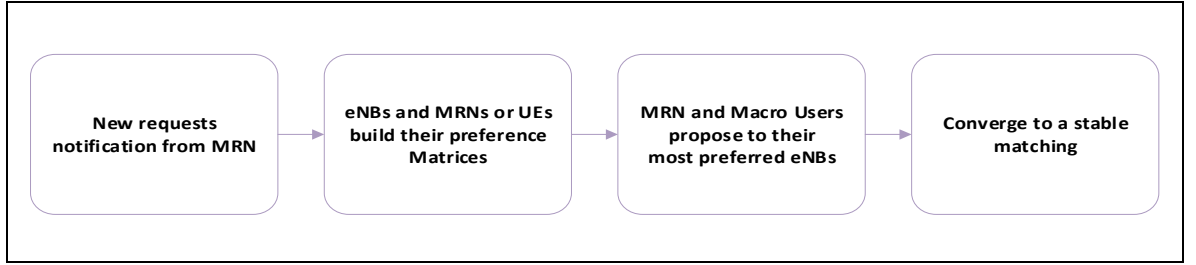 New requests
notification from MRN
eNBs and MRNs or UEs
build their preference
Matrices
MRN and Macro Users
propose to their
most preferred eNBs
Converge to a stable
matching